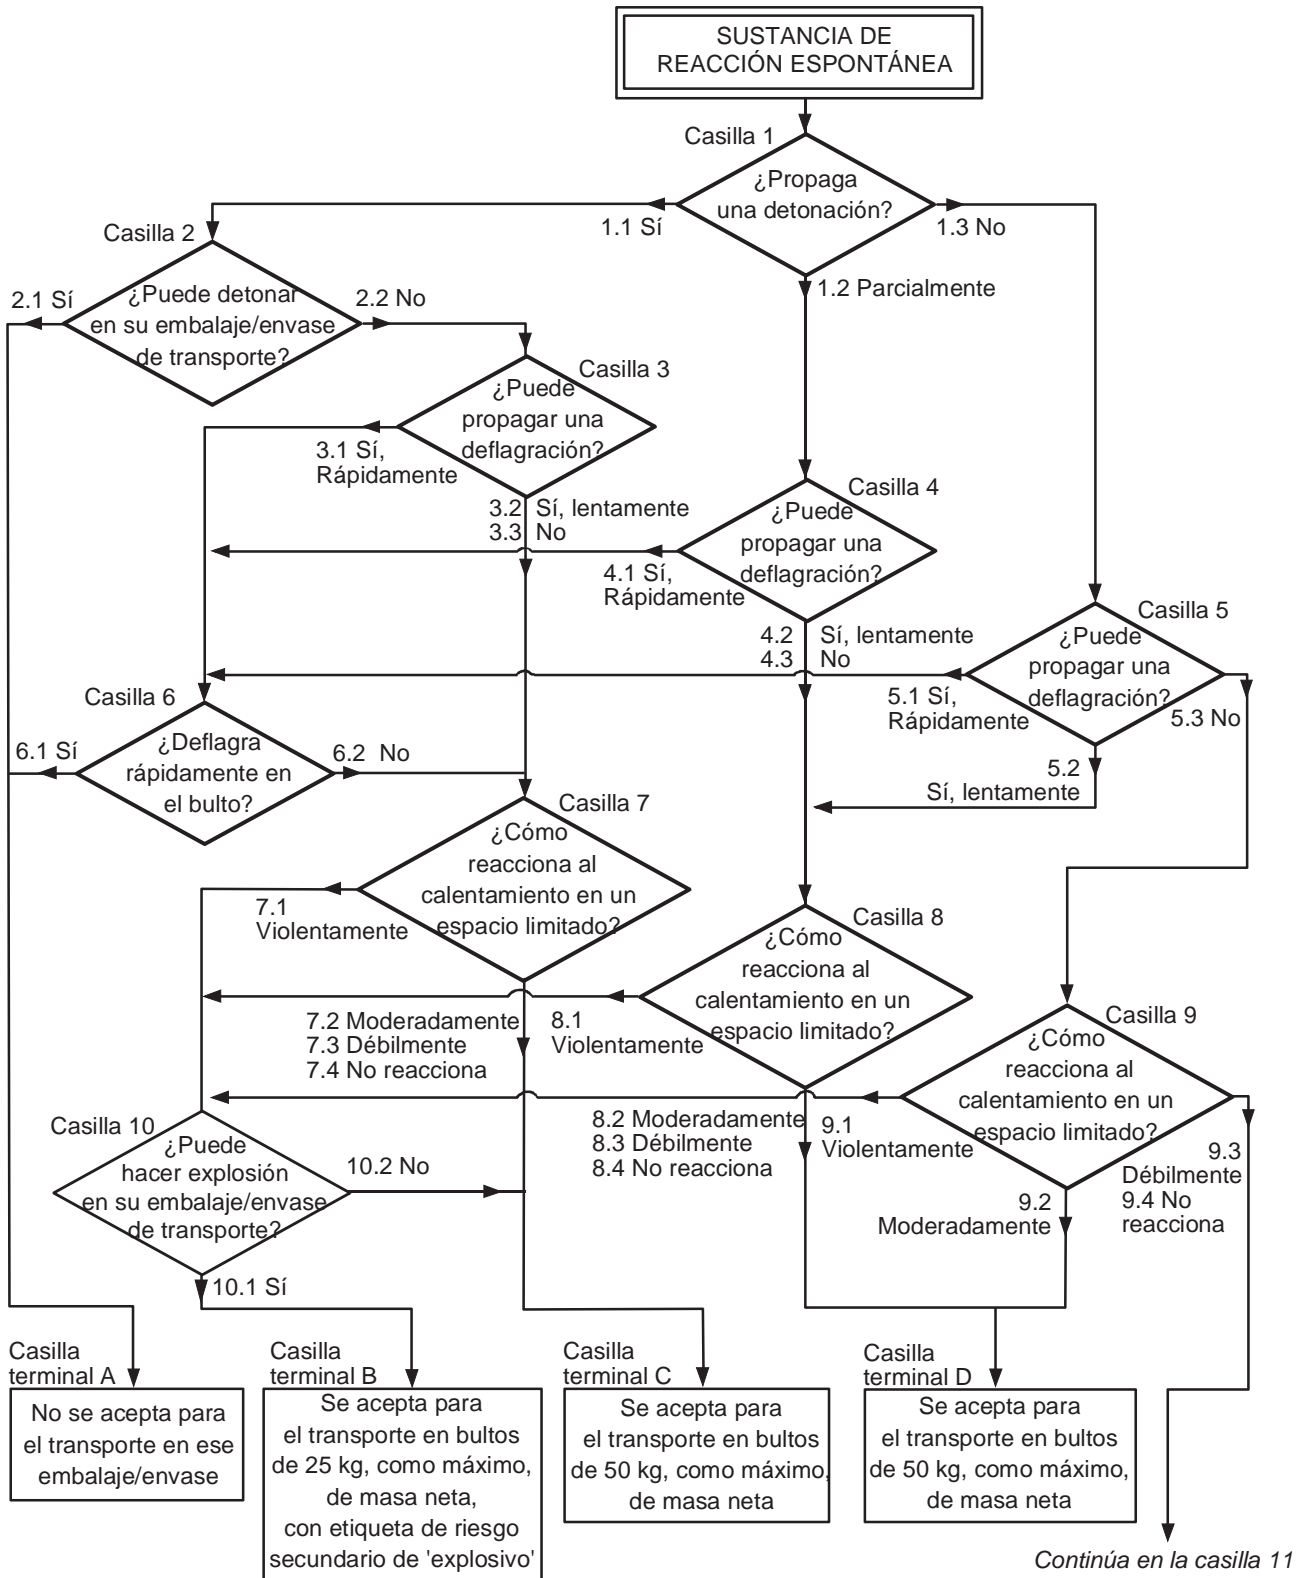 SUSTANCIA DE
REACCIÓN ESPONTÁNEA
Casilla 1
¿Propaga
una detonación?
1.1 Sí
1.3 No
1.2 Parcialmente
Casilla 2
¿Puede detonar
en su embalaje/envase
de transporte?
2.1 Sí
2.2 No
Casilla 3
¿Puede
propagar una
deflagración?
3.1 Sí,
Rápidamente
3.2 Sí, lentamente
3.3 No
Casilla 4
¿Puede
propagar una
deflagración?
4.1 Sí,
Rápidamente
4.2 Sí, lentamente
4.3 No
Casilla 5
¿Puede
propagar una
deflagración?
5.1 Sí,
Rápidamente
5.3 No
5.2
Sí, lentamente
Casilla 6
¿Deflagra
rápidamente en
el bulto?
6.1 Sí
6.2 No
Casilla 7
¿Cómo
reacciona al
calentamiento en un
espacio limitado?
7.1
Violentamente
7.2 Moderadamente
7.3 Débilmente
7.4 No reacciona
Casilla 8
¿Cómo
reacciona al
calentamiento en un
espacio limitado?
8.1
Violentamente
8.2 Moderadamente
8.3 Débilmente
8.4 No reacciona
Casilla 9
¿Cómo
reacciona al
calentamiento en un
espacio limitado?
9.1
Violentamente
9.2
Moderadamente
9.3
Débilmente
9.4 No
reacciona
Casilla 10
¿Puede
hacer explosión
en su embalaje/envase
de transporte?
10.2 No
10.1 Sí
Casilla
terminal A
No se acepta para
el transporte en ese
embalaje/envase
Casilla
terminal B
Se acepta para
el transporte en bultos
de 25 kg, como máximo,
de masa neta,
con etiqueta de riesgo
secundario de 'explosivo'
Casilla
terminal C
Se acepta para
el transporte en bultos
de 50 kg, como máximo,
de masa neta
Casilla
terminal D
Se acepta para
el transporte en bultos
de 50 kg, como máximo,
de masa neta
Continúa en la casilla 11